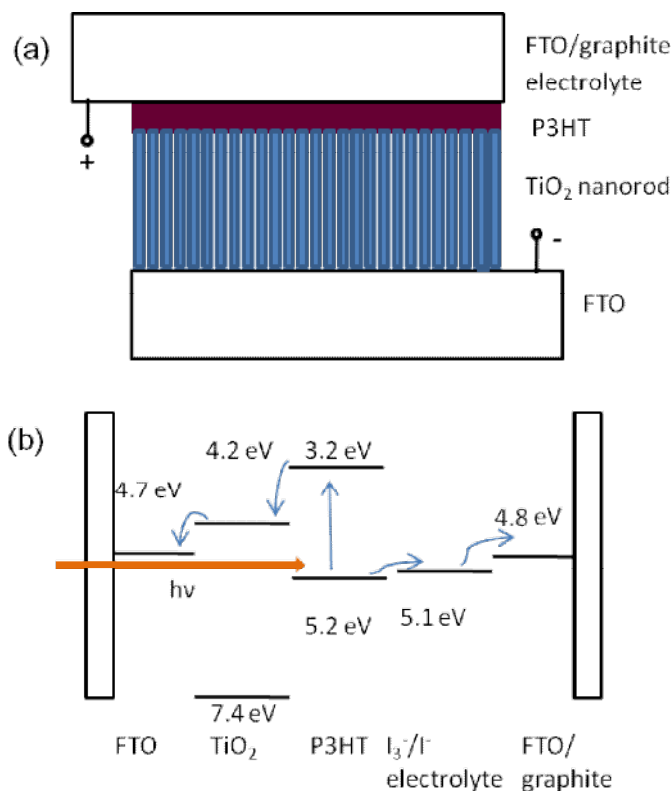 (a)
FTO/graphite
electrolyte
P3HT
+
TiO₂ nanorod
-
FTO
(b)
4.2 eV 3.2 eV
4.7 eV
4.8 eV
hν
5.2 eV 5.1 eV
7.4 eV
FTO TiO₂ P3HT I₃⁻/I⁻ FTO/
electrolyte graphite